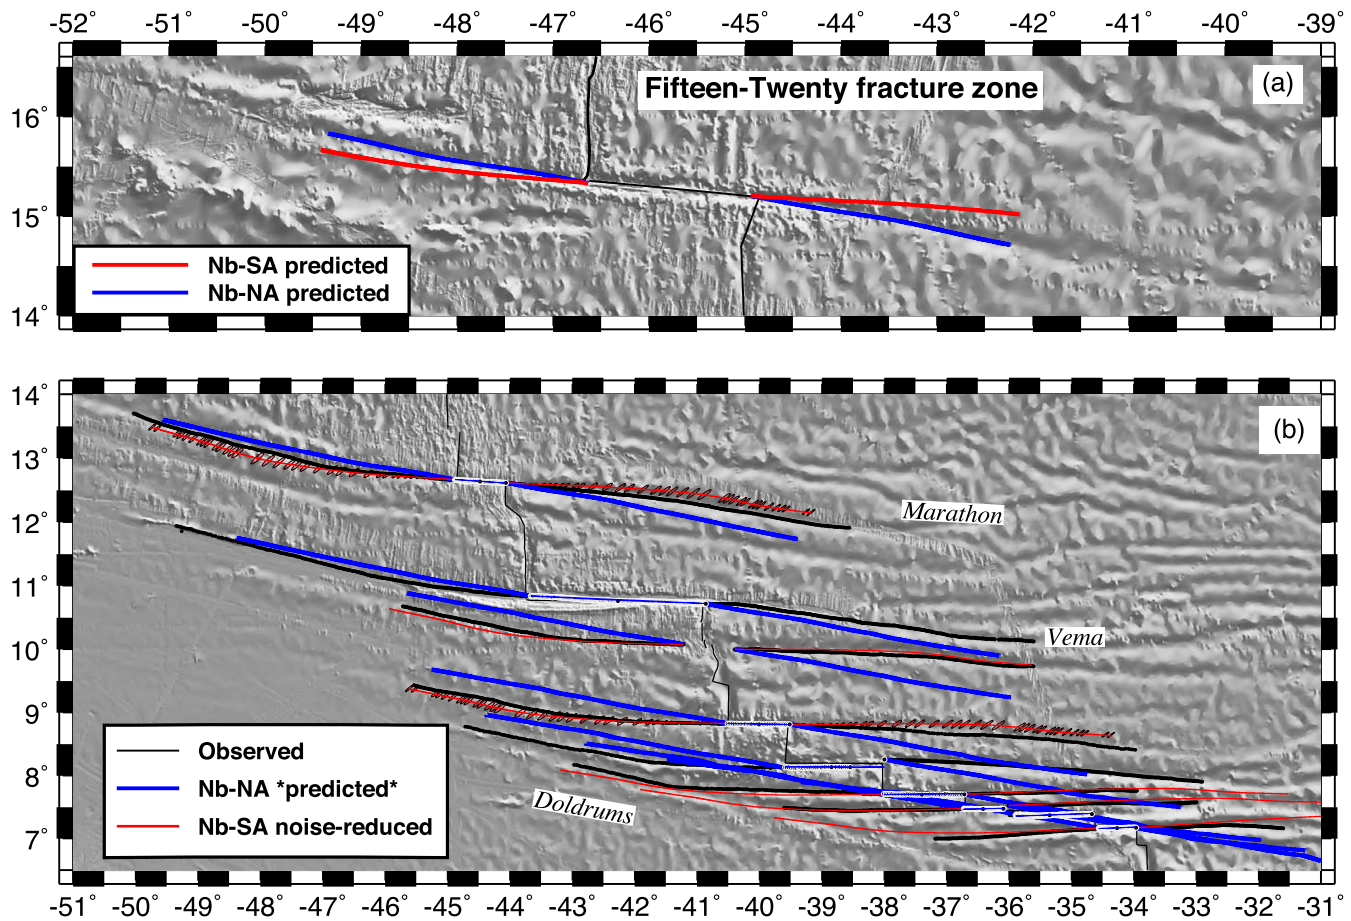 -52 -51° -50° -49° -48° -47° -46° -45° -44° -43° -42° -41° -40° -39°
Fifteen-Twenty fracture zone
(a)
16°
15°
14°
Nb-SA predicted
Nb-NA predicted
14°
13°
12°
11°
10°
9°
8°
7°
(b)
Marathon
Vema
Doldrums
Observed
Nb-NA *predicted*
Nb-SA noise-reduced
-51° -50° -49° -48° -47° -46° -45° -44° -43° -42° -41° -40° -39° -38° -37° -36° -35° -34° -33° -32° -31°